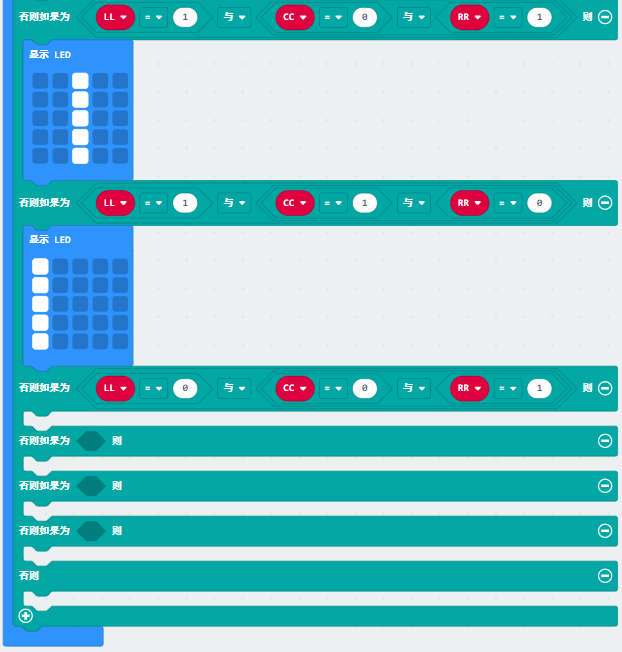 否则如果为 LL = 1 与 CC = 0 与 RR = 1 则
显示 LED
否则如果为 LL = 1 与 CC = 1 与 RR = 0 则
显示 LED
否则如果为 LL = 0 与 CC = 0 与 RR = 1 则
否则如果为 则
否则如果为 则
否则如果为 则
否则